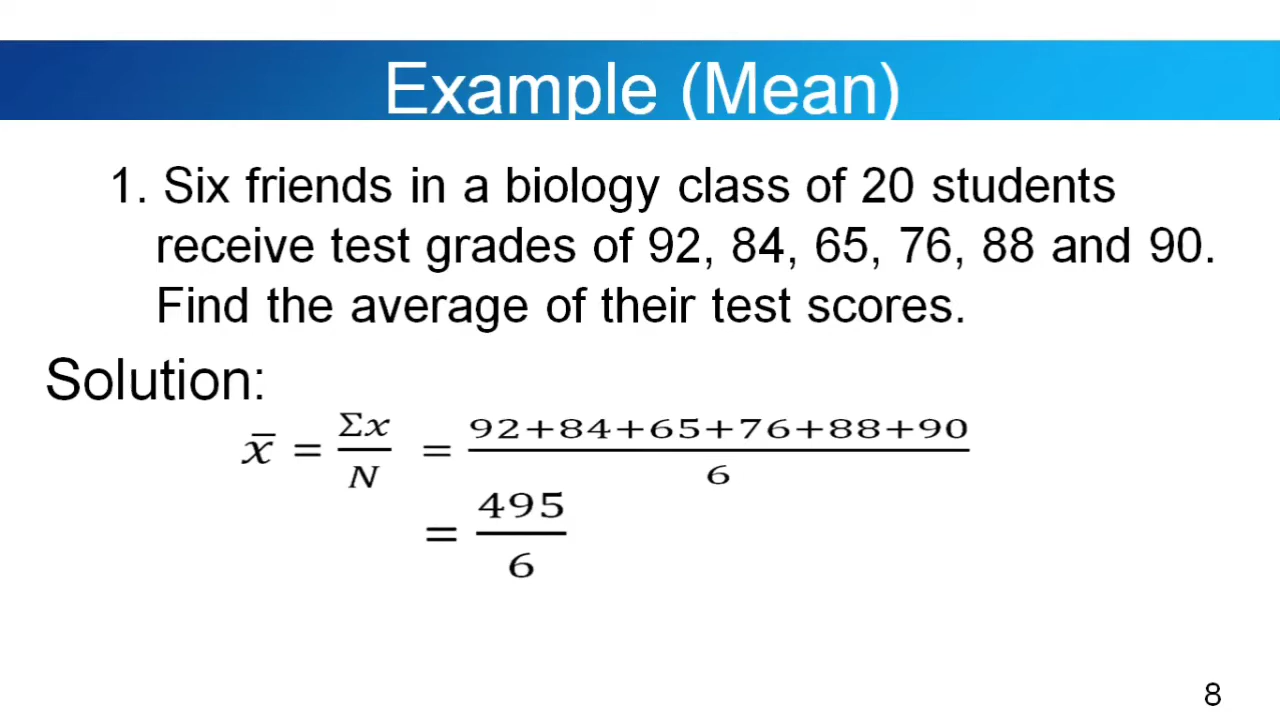 Example (Mean)
1. Six friends in a biology class of 20 students
receive test grades of 92, 84, 65, 76, 88 and 90.
Find the average of their test scores.
Solution:
x̄ = Σx/N = (92+84+65+76+88+90)/6
= 495/6
8